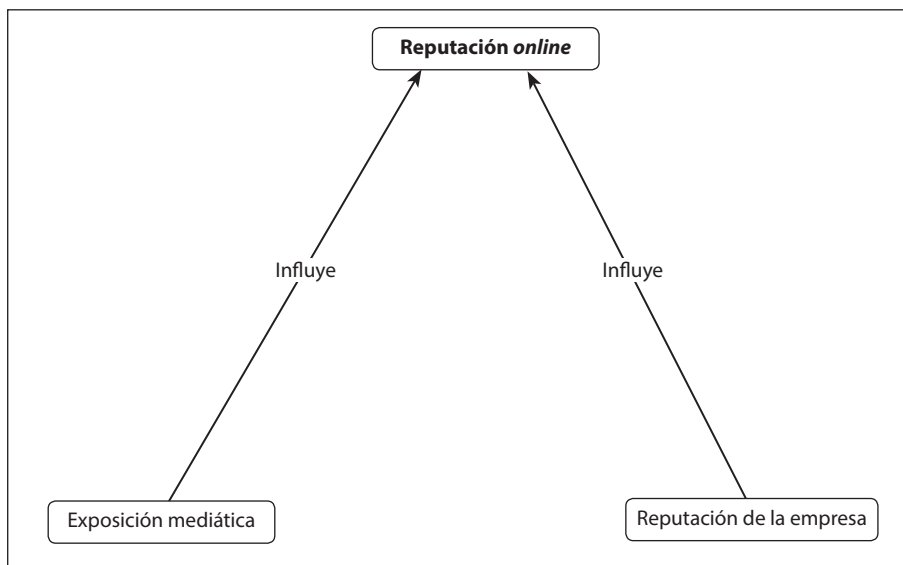 Reputación online
Influye
Influye
Exposición mediática
Reputación de la empresa